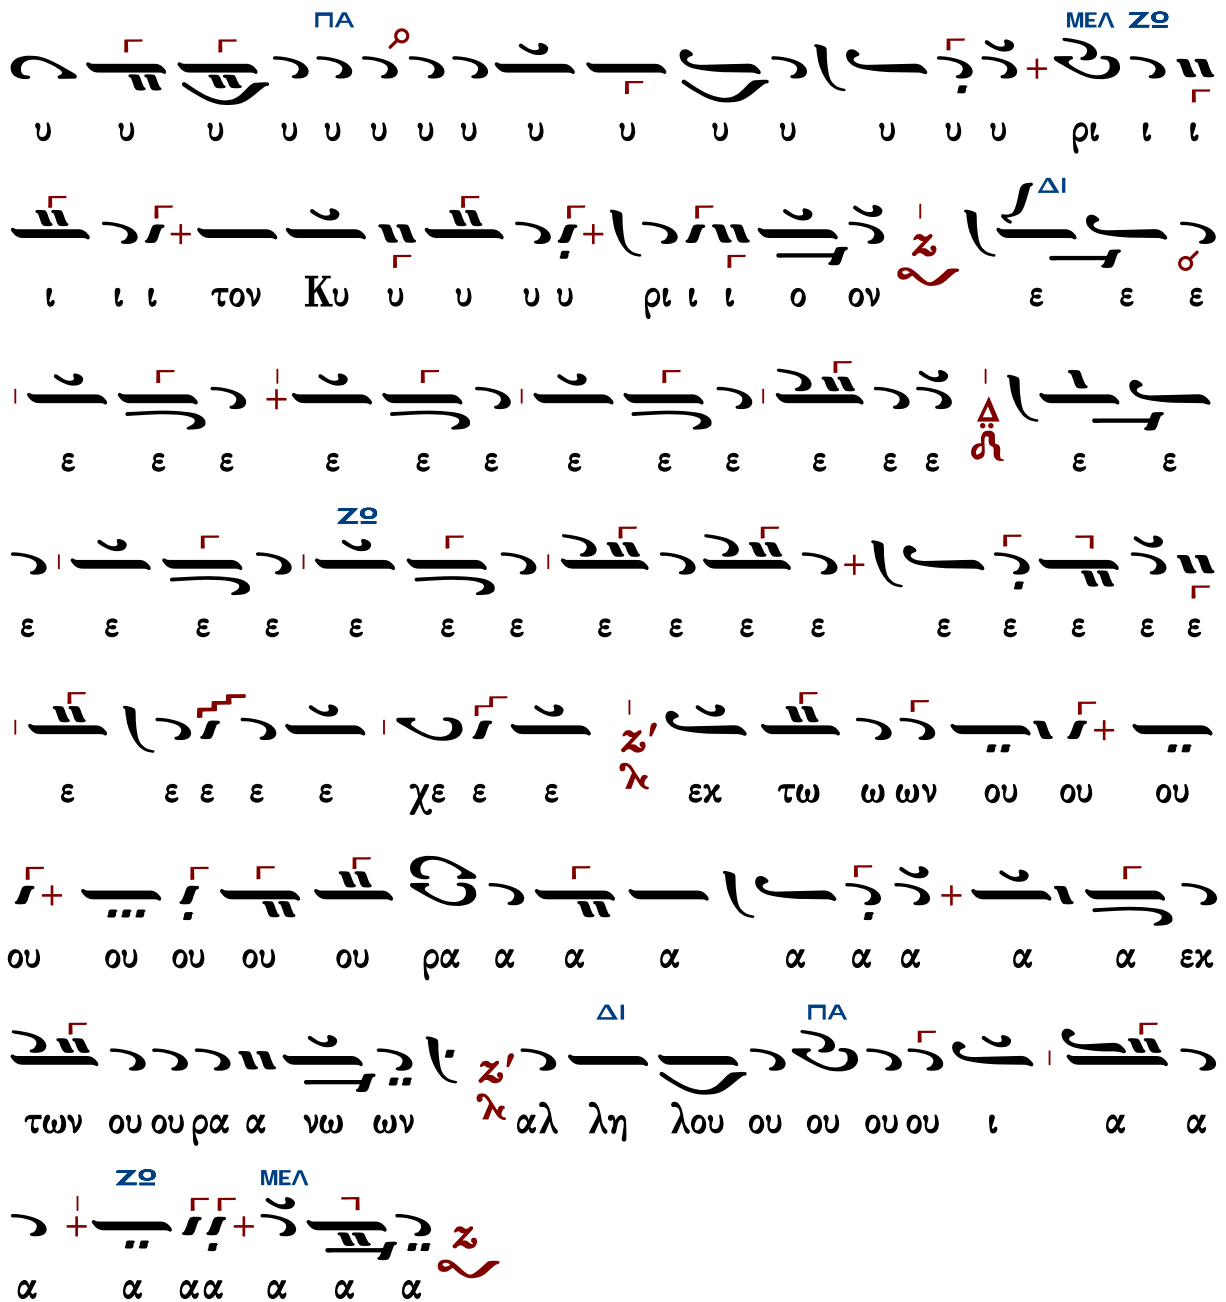 ΠΑ ΜΕΛ ΖΩ
υ υ υ υ υ υ υ υ υ υ υ υ υ υ υ ρι ι ι
ΔΙ
ι ι ι τον Κυ υ υ υ υ ρι ι ι ο ον ε ε ε
ε ε ε ε ε ε ε ε ε ε ε ε ε ε
ΖΩ
ε ε ε ε ε ε ε ε ε ε ε ε ε ε ε ε
ε ε ε ε ε χε ε ε εκ τω ω ων ου ου ου
ου ου ου ου ου ρα α α α α α α α α εκ
ΔΙ ΠΑ
των ου ου ρα α νω ων αλ λη λου ου ου ου ου ι α α
ΖΩ ΜΕΛ
α α α α α α α